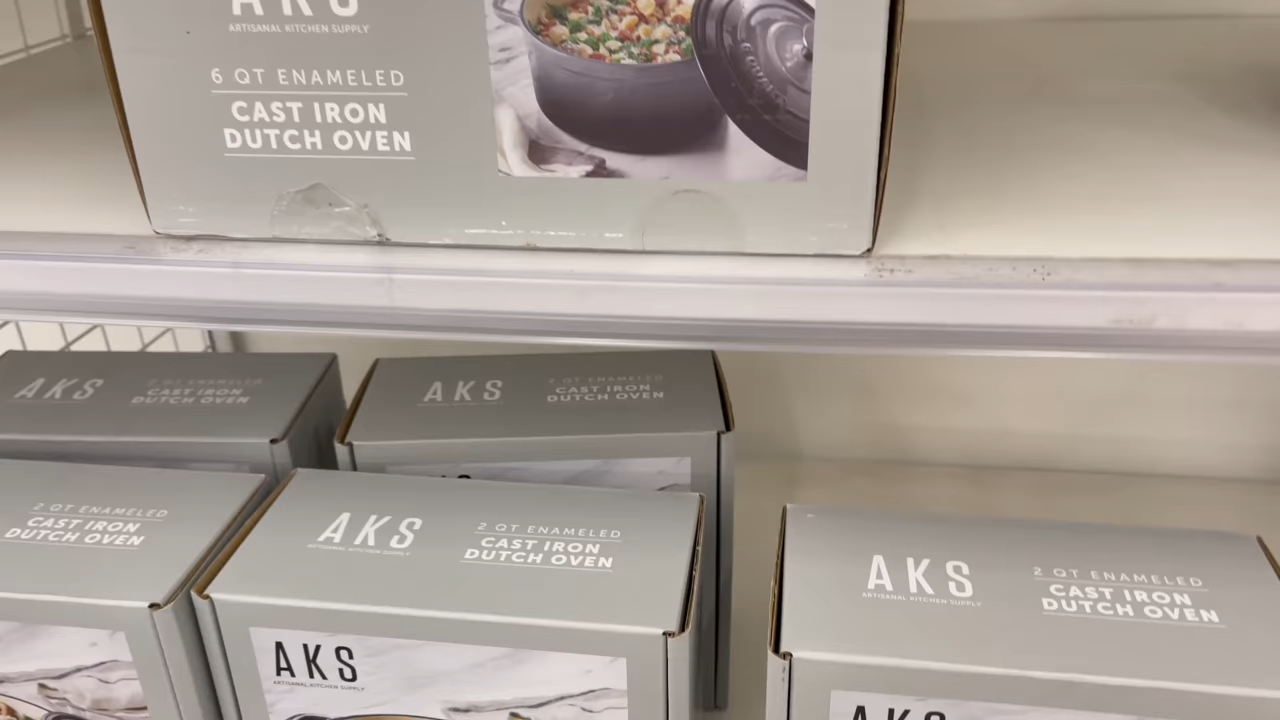 AKS
ARTISANAL KITCHEN SUPPLY
6 QT ENAMELED
CAST IRON
DUTCH OVEN
AKS
2 QT ENAMELED
CAST IRON
DUTCH OVEN
AKS
2 QT ENAMELED
CAST IRON
DUTCH OVEN
2 QT ENAMELED
CAST IRON
DUTCH OVEN
AKS
ARTISANAL KITCHEN SUPPLY
2 QT ENAMELED
CAST IRON
DUTCH OVEN
AKS
ARTISANAL KITCHEN SUPPLY
AKS
ARTISANAL KITCHEN SUPPLY
2 QT ENAMELED
CAST IRON
DUTCH OVEN
AKS